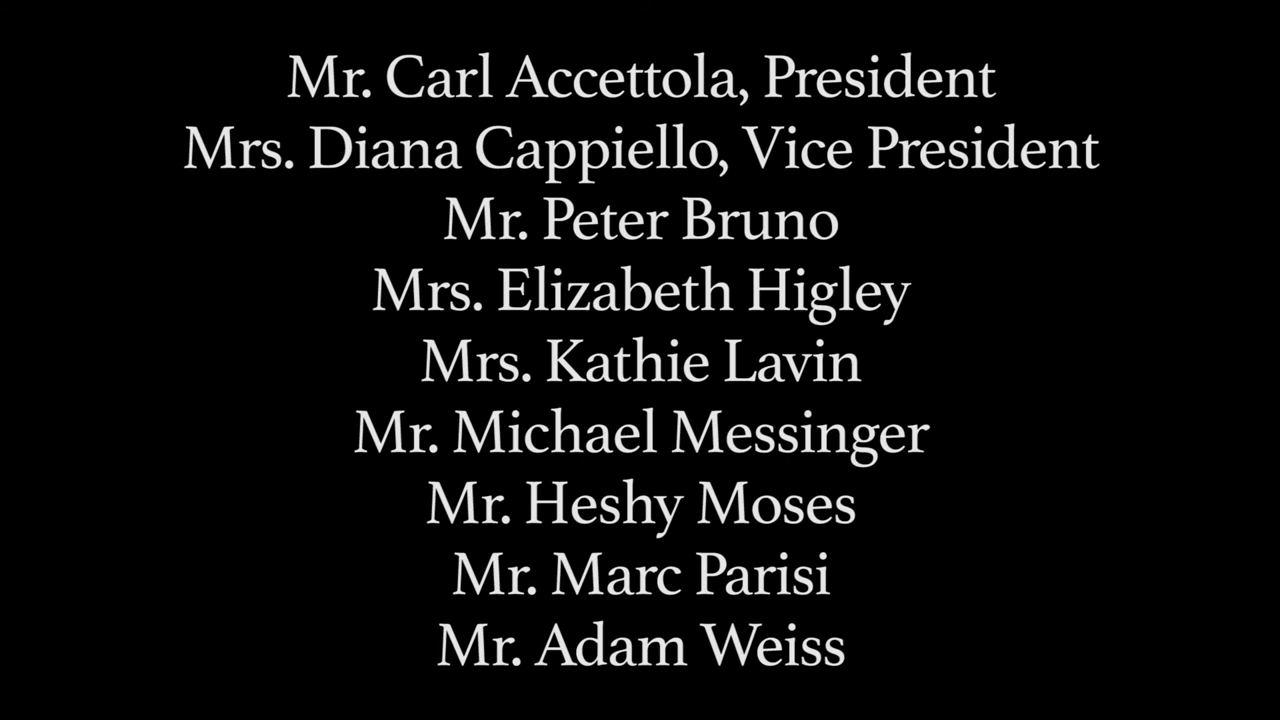 Mr. Carl Accettola, President
Mrs. Diana Cappiello, Vice President
Mr. Peter Bruno
Mrs. Elizabeth Higley
Mrs. Kathie Lavin
Mr. Michael Messinger
Mr. Heshy Moses
Mr. Marc Parisi
Mr. Adam Weiss